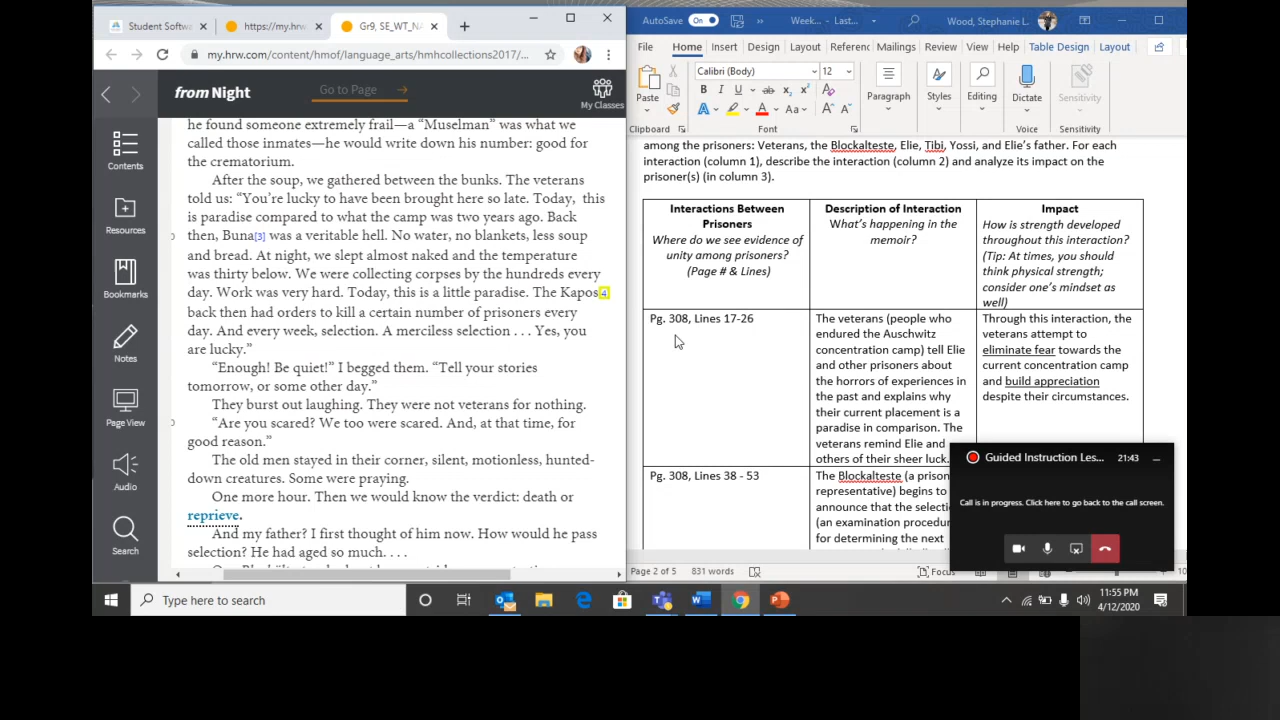 Student Softwa
https://my.hrw
Gr9, SE_WT_NA
my.hrw.com/content/hmof/language_arts/hmhcollections2017/...
from Night
Go to Page
My Classes
Contents
Resources
Bookmarks
Notes
Page View
Audio
Search
he found someone extremely frail—a “Muselman” was what we
called those inmates—he would write down his number: good for
the crematorium.
After the soup, we gathered between the bunks. The veterans
told us: “You’re lucky to have been brought here so late. Today, this
is paradise compared to what the camp was two years ago. Back
then, Buna[3] was a veritable hell. No water, no blankets, less soup
and bread. At night, we slept almost naked and the temperature
was thirty below. We were collecting corpses by the hundreds every
day. Work was very hard. Today, this is a little paradise. The Kapos 4
back then had orders to kill a certain number of prisoners every
day. And every week, selection. A merciless selection . . . Yes, you
are lucky.”
“Enough! Be quiet!” I begged them. “Tell your stories
tomorrow, or some other day.”
They burst out laughing. They were not veterans for nothing.
“Are you scared? We too were scared. And, at that time, for
good reason.”
The old men stayed in their corner, silent, motionless, hunted-
down creatures. Some were praying.
One more hour. Then we would know the verdict: death or
reprieve.
And my father? I first thought of him now. How would he pass
selection? He had aged so much. . . .
AutoSave On
Week... - Last...
Wood, Stephanie L.
File Home Insert Design Layout Referenc Mailings Review View Help Table Design Layout
Calibri (Body) 12
Paste
Paragraph
Styles
Editing
Dictate
Sensitivity
Clipboard
Font
Voice
Sensitivity
among the prisoners: Veterans, the Blockalteste, Elie, Tibi, Yossi, and Elie’s father. For each
interaction (column 1), describe the interaction (column 2) and analyze its impact on the
prisoner(s) (in column 3).
Interactions Between
Prisoners
Where do we see evidence of
unity among prisoners?
(Page # & Lines)
Description of Interaction
What’s happening in the
memoir?
Impact
How is strength developed
throughout this interaction?
(Tip: At times, you should
think physical strength;
consider one’s mindset as
well)
Pg. 308, Lines 17-26
The veterans (people who
endured the Auschwitz
concentration camp) tell Elie
and other prisoners about
the horrors of experiences in
the past and explains why
their current placement is a
paradise in comparison. The
veterans remind Elie and
others of their sheer luck.
Through this interaction, the
veterans attempt to
eliminate fear towards the
current concentration camp
and build appreciation
despite their circumstances.
Pg. 308, Lines 38 - 53
The Blockalteste (a prison
representative) begins to
announce that the selectio
(an examination procedur
for determining the next
Guided Instruction Les...
21:43
Call is in progress. Click here to go back to the call screen.
Page 2 of 5
831 words
Focus
10
Type here to search
11:55 PM
4/12/2020